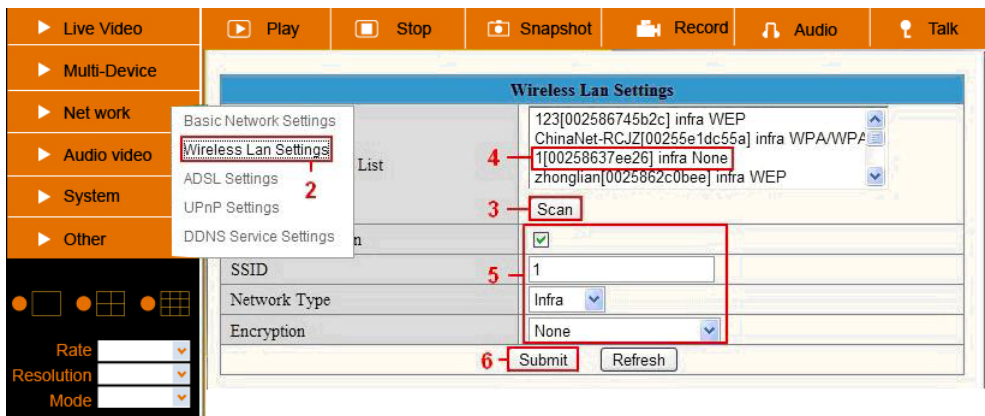 Live Video
Play
Stop
Snapshot
Record
Audio
Talk
Multi-Device
Net work
Audio video
System
Other
Basic Network Settings
Wireless Lan Settings
2
ADSL Settings
UPnP Settings
DDNS Service Settings
Wireless Lan Settings
List
123[002586745b2c] infra WEP
ChinaNet-RCJZ[00255e1dc55a] infra WPA/WPA
4
1[00258637ee26] infra None
zhonglian[0025862c0bee] infra WEP
3
Scan
n
5
SSID
1
Network Type
Infra
Encryption
None
6
Submit
Refresh
Rate
Resolution
Mode